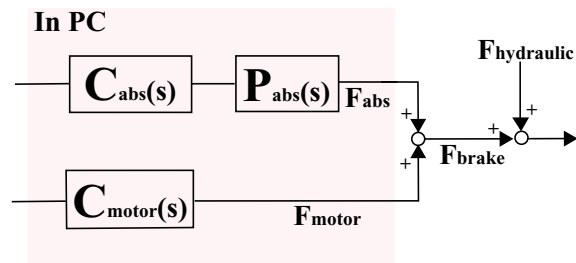 In PC
Fhydraulic
Cabs(s)
Pabs(s)
Fabs
+
+
+
Fbrake
+
Cmotor(s)
Fmotor